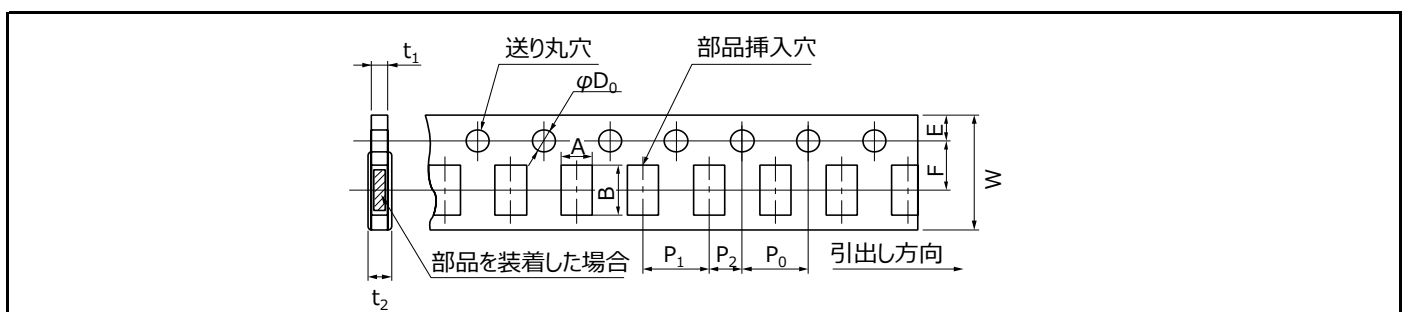 t₁
送り丸穴
部品挿入穴
φD₀
A
B
E
F
W
P₁
P₂
P₀
引出し方向
部品を装着した場合
t₂